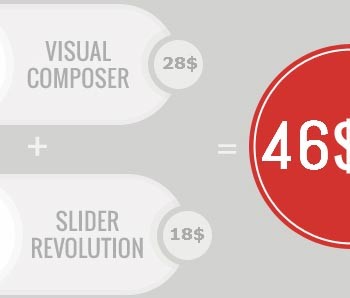 VISUAL
COMPOSER
28$
+
=
46$
SLIDER
REVOLUTION
18$